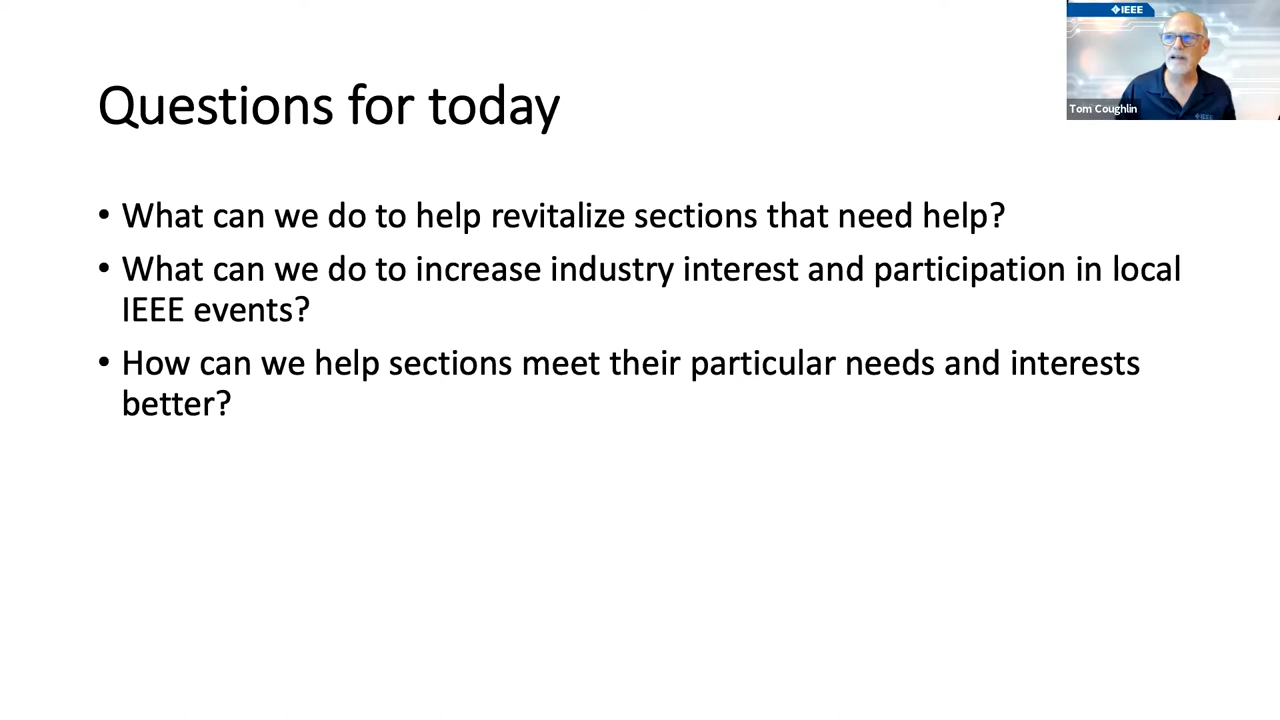 IEEE
Tom Coughlin
Questions for today
• What can we do to help revitalize sections that need help?
• What can we do to increase industry interest and participation in local
IEEE events?
• How can we help sections meet their particular needs and interests
better?
IEEE